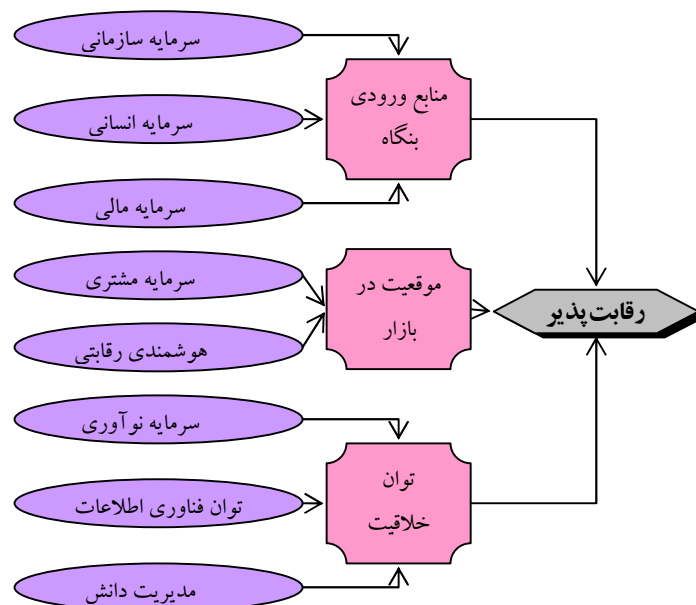 سرمایه سازمانی
سرمایه انسانی
سرمایه مالی
سرمایه مشتری
هوشمندی رقابتی
سرمایه نوآوری
توان فناوری اطلاعات
مدیریت دانش
منابع ورودی
بنگاه
موقعیت در
بازار
توان
خلاقیت
رقابت‌پذیر